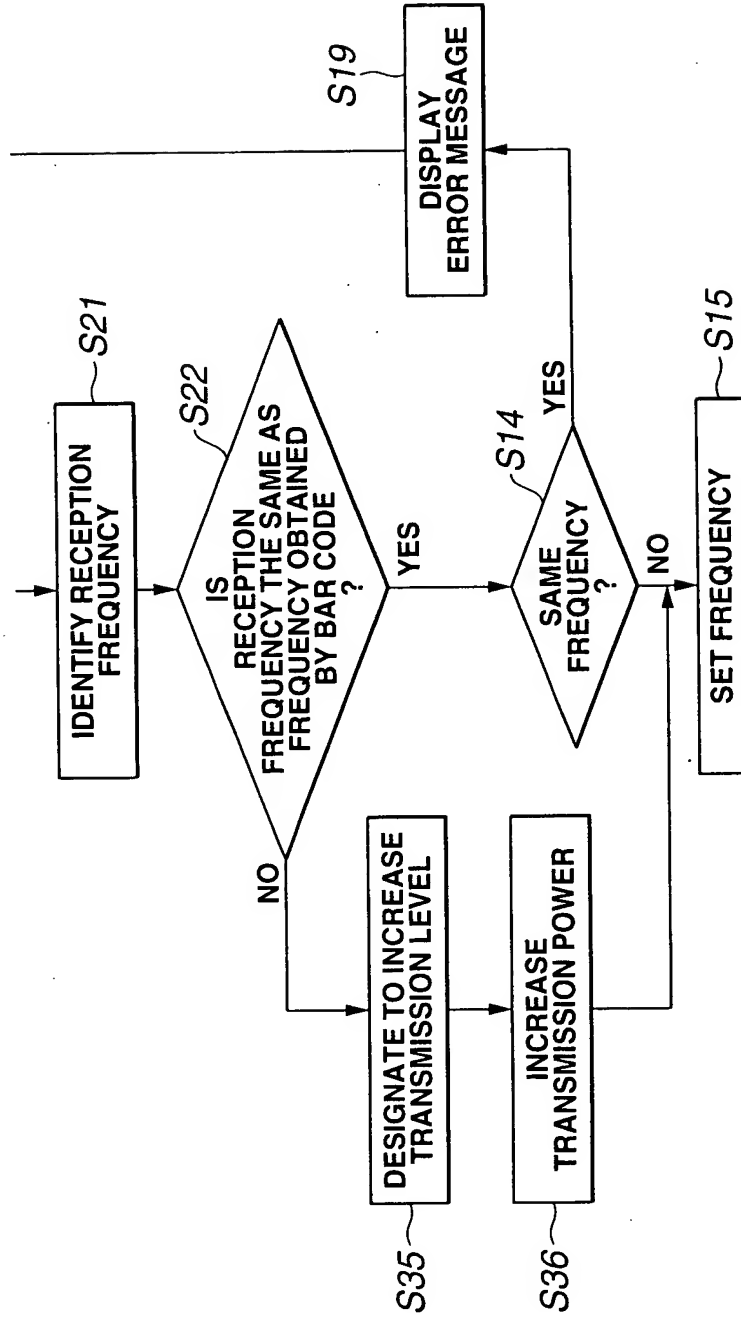 S21
IDENTIFY RECEPTION
FREQUENCY
S22
IS
RECEPTION
FREQUENCY THE SAME AS
FREQUENCY OBTAINED
BY BAR CODE
?
NO
YES
S35
DESIGNATE TO INCREASE
TRANSMISSION LEVEL
S36
INCREASE
TRANSMISSION POWER
S14
SAME
FREQUENCY
?
YES
NO
S19
DISPLAY
ERROR MESSAGE
S15
SET FREQUENCY